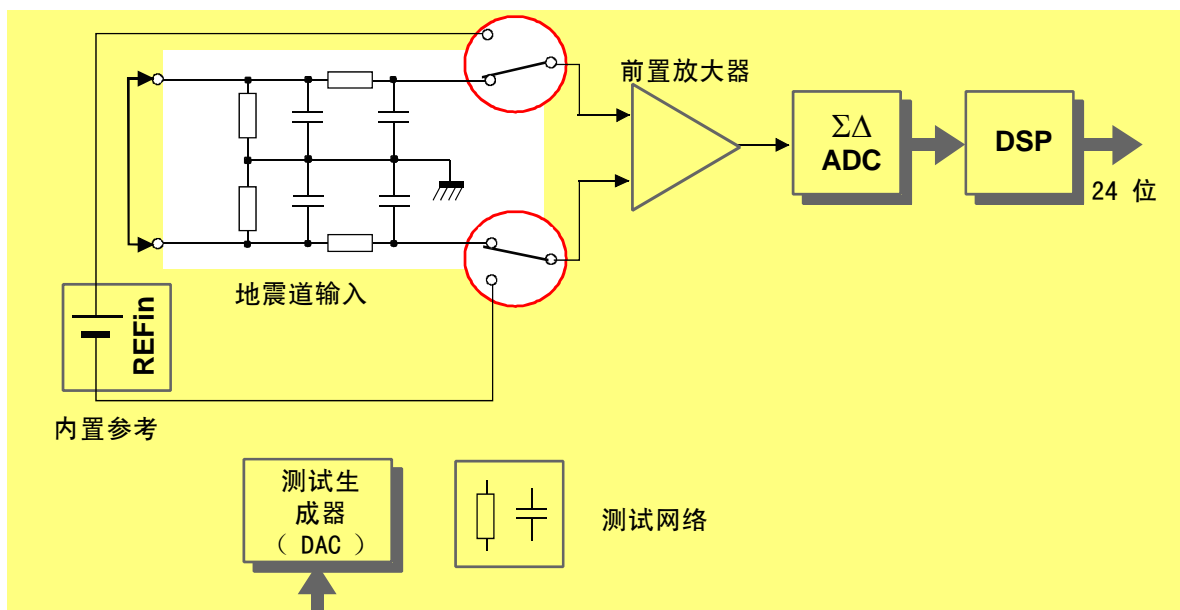 前置放大器
ΣΔ
ADC
DSP
24 位
地震道输入
REFin
内置参考
测试生
成器
（ DAC ）
测试网络